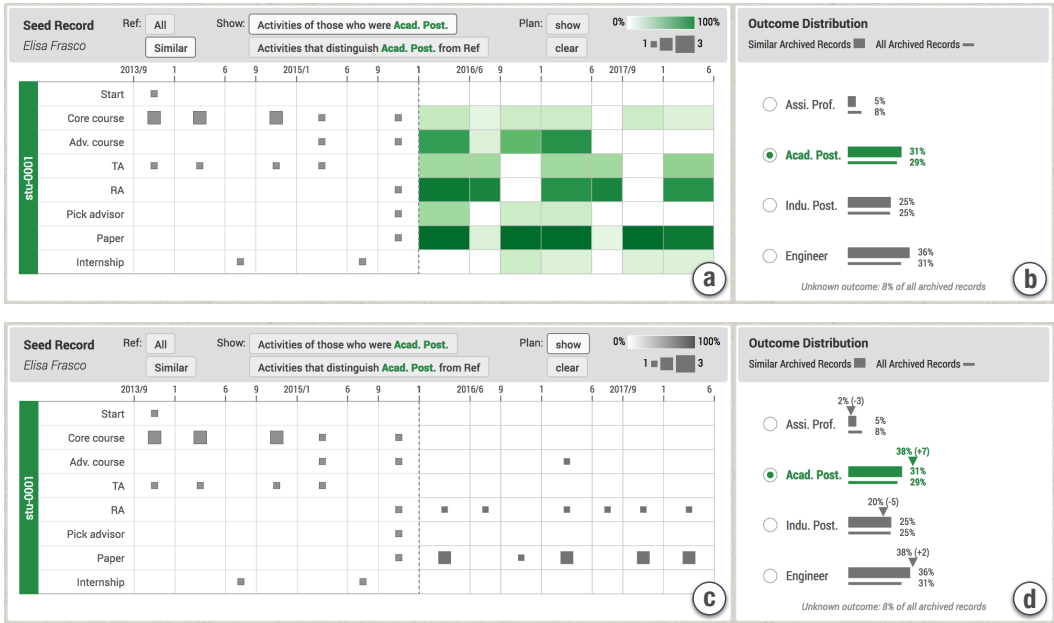 Seed Record Ref: All Show: Activities of those who were Acad. Post. Plan: show 0% 100%
Elisa Frasco Similar Activities that distinguish Acad. Post. from Ref clear 1 3
2013/9 1 6 9 2015/1 6 9 1 2016/6 9 1 6 2017/9 1 6
stu-0001
Start
Core course
Adv. course
TA
RA
Pick advisor
Paper
Internship
a
Outcome Distribution
Similar Archived Records All Archived Records
Assi. Prof. 5%
8%
Acad. Post. 31%
29%
Indu. Post. 25%
25%
Engineer 36%
31%
Unknown outcome: 8% of all archived records
b
Seed Record Ref: All Show: Activities of those who were Acad. Post. Plan: show 0% 100%
Elisa Frasco Similar Activities that distinguish Acad. Post. from Ref clear 1 3
2013/9 1 6 9 2015/1 6 9 1 2016/6 9 1 6 2017/9 1 6
stu-0001
Start
Core course
Adv. course
TA
RA
Pick advisor
Paper
Internship
c
Outcome Distribution
Similar Archived Records All Archived Records
2% (-3)
Assi. Prof. 5%
8%
38% (+7)
Acad. Post. 31%
29%
20% (-5)
Indu. Post. 25%
25%
38% (+2)
Engineer 36%
31%
Unknown outcome: 8% of all archived records
d